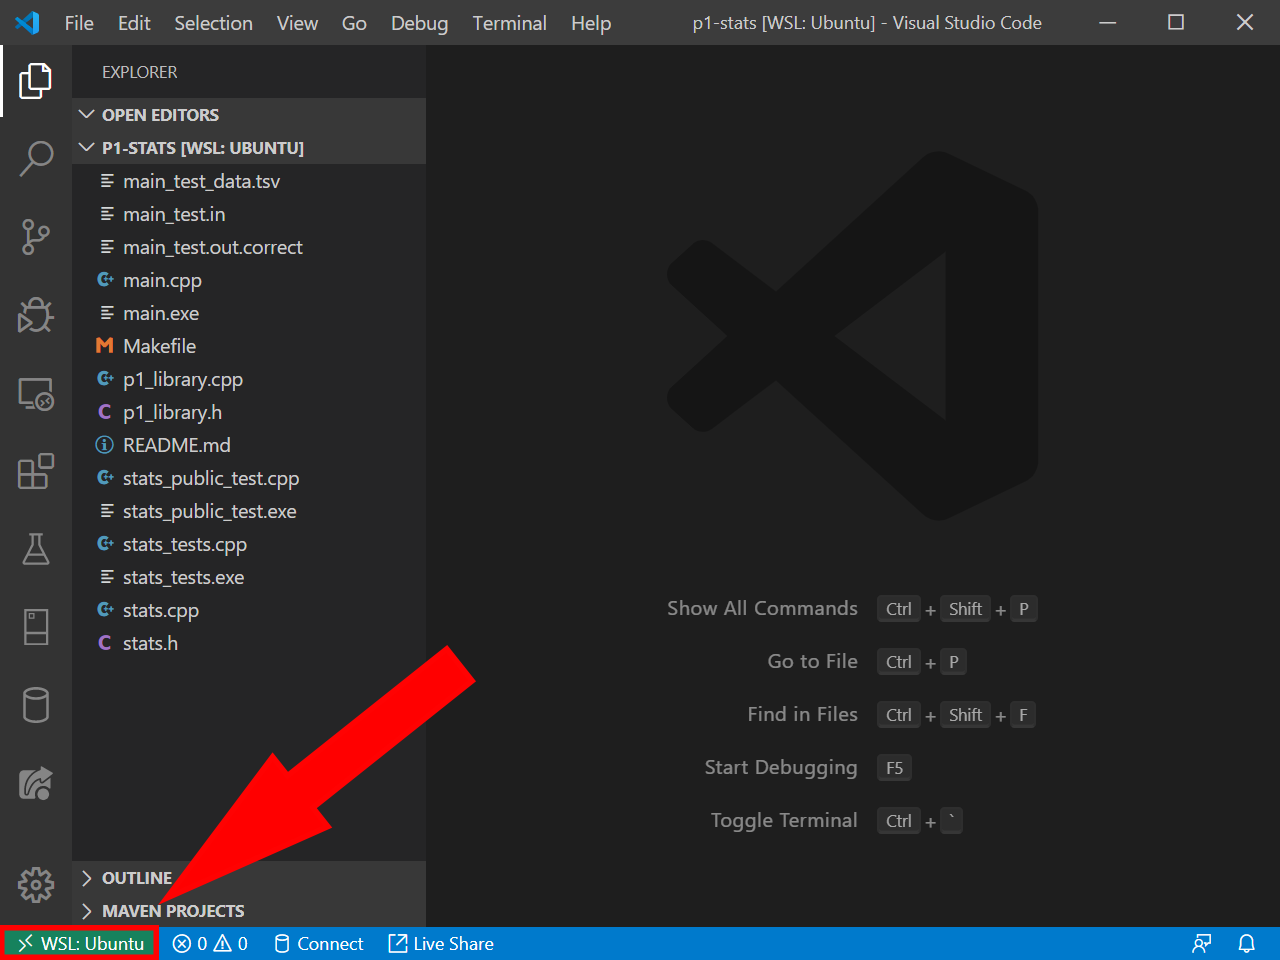 File Edit Selection View Go Debug Terminal Help p1-stats [WSL: Ubuntu] - Visual Studio Code
EXPLORER
OPEN EDITORS
P1-STATS [WSL: UBUNTU]
main_test_data.tsv
main_test.in
main_test.out.correct
main.cpp
main.exe
Makefile
p1_library.cpp
p1_library.h
README.md
stats_public_test.cpp
stats_public_test.exe
stats_tests.cpp
stats_tests.exe
stats.cpp
stats.h
OUTLINE
MAVEN PROJECTS
Show All Commands Ctrl + Shift + P
Go to File Ctrl + P
Find in Files Ctrl + Shift + F
Start Debugging F5
Toggle Terminal Ctrl + `
WSL: Ubuntu 0 0 Connect Live Share